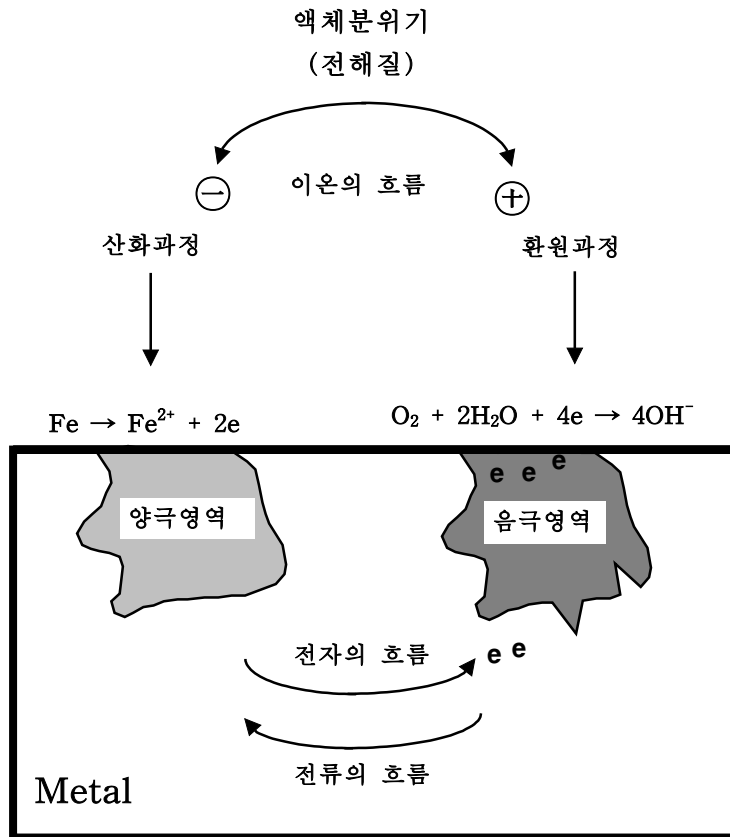 액체분위기
(전해질)
이온의 흐름
㊀
㊉
산화과정
환원과정
Fe → Fe²⁺ + 2e
O₂ + 2H₂O + 4e → 4OH⁻
e e e
양극영역
음극영역
전자의 흐름
e e
전류의 흐름
Metal